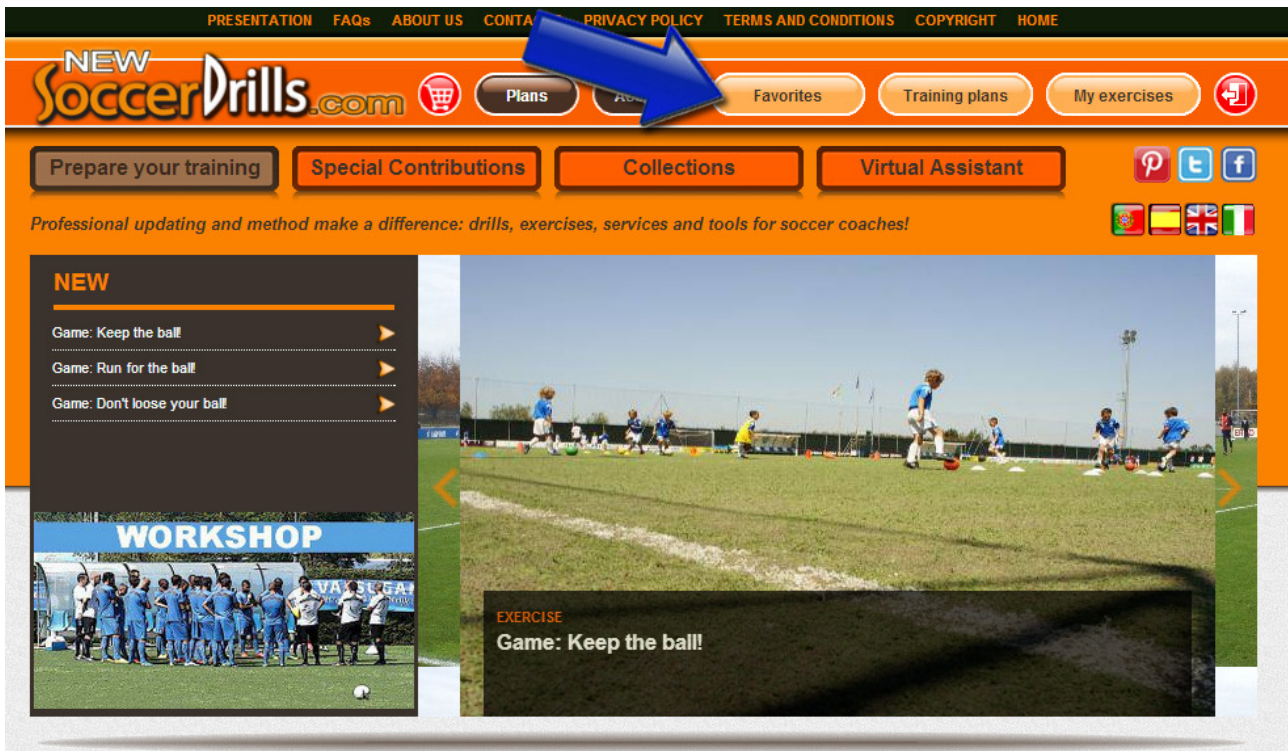 PRESENTATION FAQs ABOUT US PRIVACY POLICY TERMS AND CONDITIONS COPYRIGHT HOME
NEW
SoccerDrills.com
Plans Favorites Training plans My exercises
Prepare your training Special Contributions Collections Virtual Assistant
Professional updating and method make a difference: drills, exercises, services and tools for soccer coaches!
NEW
Game: Keep the ball!
Game: Run for the ball!
Game: Don't loose your ball!
WORKSHOP
EXERCISE
Game: Keep the ball!